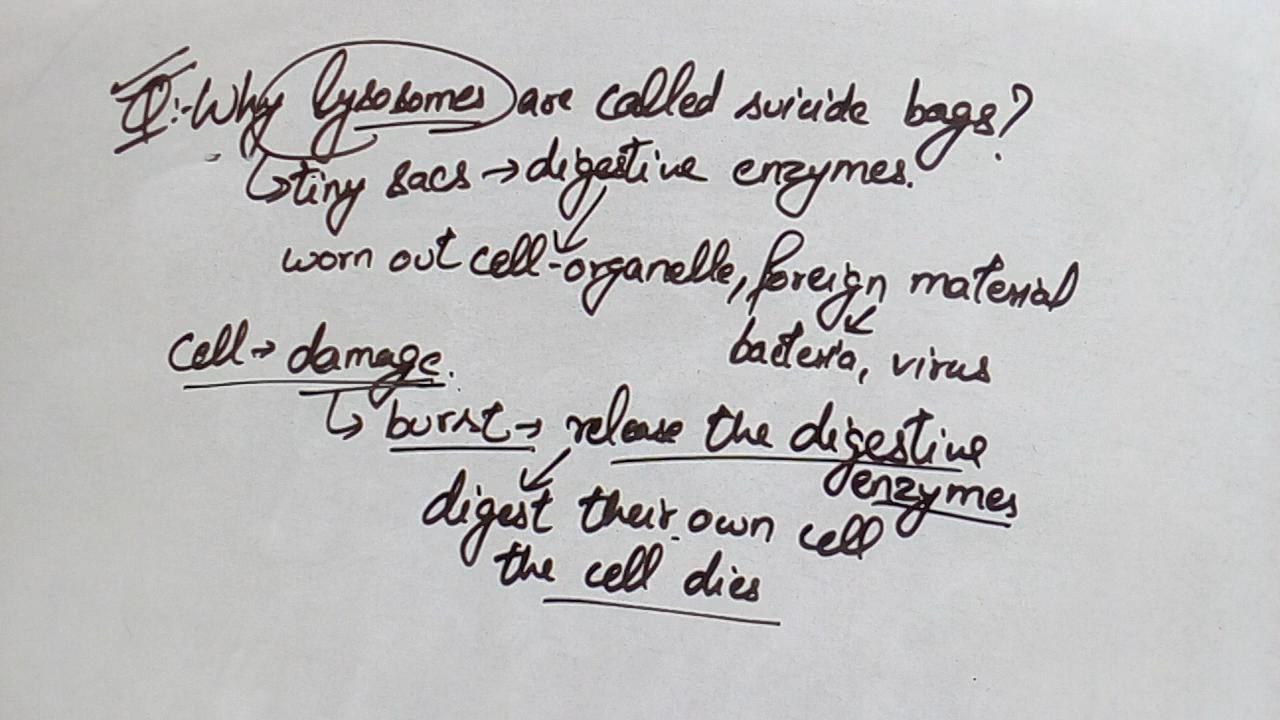 Q:- Why lysosomes are called suicide bags?
↳ tiny sacs → digestive enzymes.
worn out cell-organelle, foreign material
bacteria, virus
cell → damage.
↳ burst → release the digestive
enzymes
digest their own cell
the cell dies